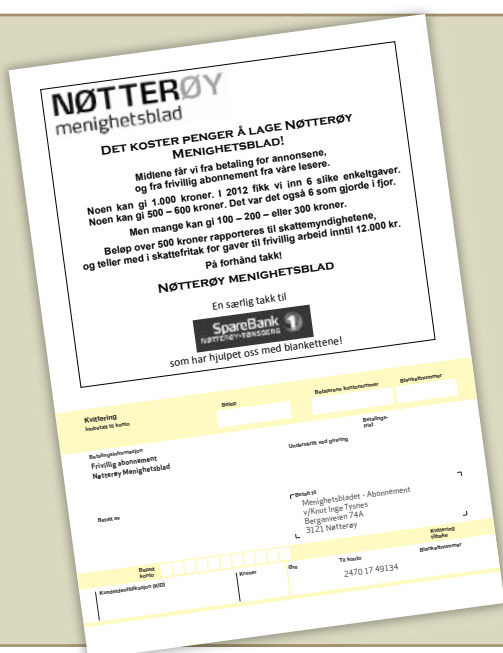 NØTTERØY
menighetsblad
DET KOSTER PENGER Å LAGE NØTTERØY
MENIGHETSBLAD!
Midlene får vi fra betaling for annonsene,
og fra frivillig abonnement fra våre lesere.
Noen kan gi 1.000 kroner. I 2012 fikk vi inn 6 slike enkeltgaver.
Noen kan gi 500 – 600 kroner. Det var det også 6 som gjorde i fjor.
Men mange kan gi 100 – 200 – eller 300 kroner.
Beløp over 500 kroner rapporteres til skattemyndighetene,
og teller med i skattefritak for gaver til frivillig arbeid inntil 12.000 kr.
På forhånd takk!
NØTTERØY MENIGHETSBLAD
En særlig takk til
SpareBank 1
NØTTERØY-TØNSBERG
som har hjulpet oss med blankettene!
Kvittering
Innbetalt til konto
Beløp
Betalerens kontonummer
Blankettnummer
Betalingsinformasjon
Frivillig abonnement
Nøtterøy Menighetsblad
Underskrift ved girering
Betalings-
frist
Betalt av
Betalt til
Menighetsbladet - Abonnement
v/Knut Inge Tysnes
Berganveien 74A
3121 Nøtterøy
Belast
konto
Kvittering
tilbake
Kundeidentifikasjon (KID)
Kroner
Øre
Til konto
Blankettnummer
2470 17 49134